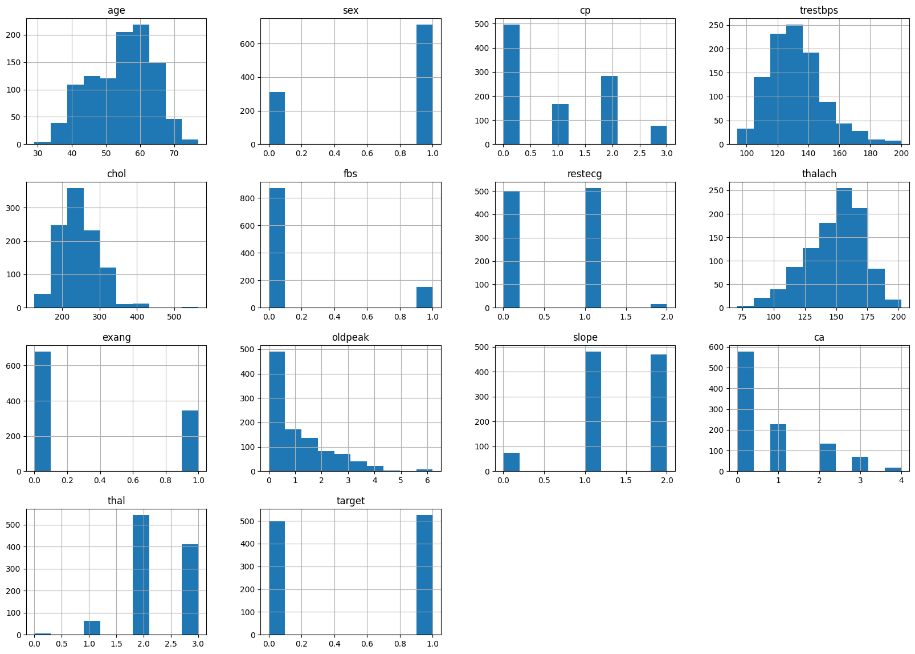 age sex cp trestbps
200 150 100 50 0
30 40 50 60 70
600 400 200 0
0.0 0.2 0.4 0.6 0.8 1.0
500 400 300 200 100 0
0.0 0.5 1.0 1.5 2.0 2.5 3.0
250 200 150 100 50 0
100 120 140 160 180 200
chol fbs restecg thalach
300 200 100 0
200 300 400 500
800 600 400 200 0
0.0 0.2 0.4 0.6 0.8 1.0
500 400 300 200 100 0
0.0 0.5 1.0 1.5 2.0
250 200 150 100 50 0
75 100 125 150 175 200
exang oldpeak slope ca
600 400 200 0
0.0 0.2 0.4 0.6 0.8 1.0
500 400 300 200 100 0
0 1 2 3 4 5 6
500 400 300 200 100 0
0.0 0.5 1.0 1.5 2.0
600 500 400 300 200 100 0
0 1 2 3 4
thal target
500 400 300 200 100 0
0.0 0.5 1.0 1.5 2.0 2.5 3.0
500 400 300 200 100 0
0.0 0.2 0.4 0.6 0.8 1.0